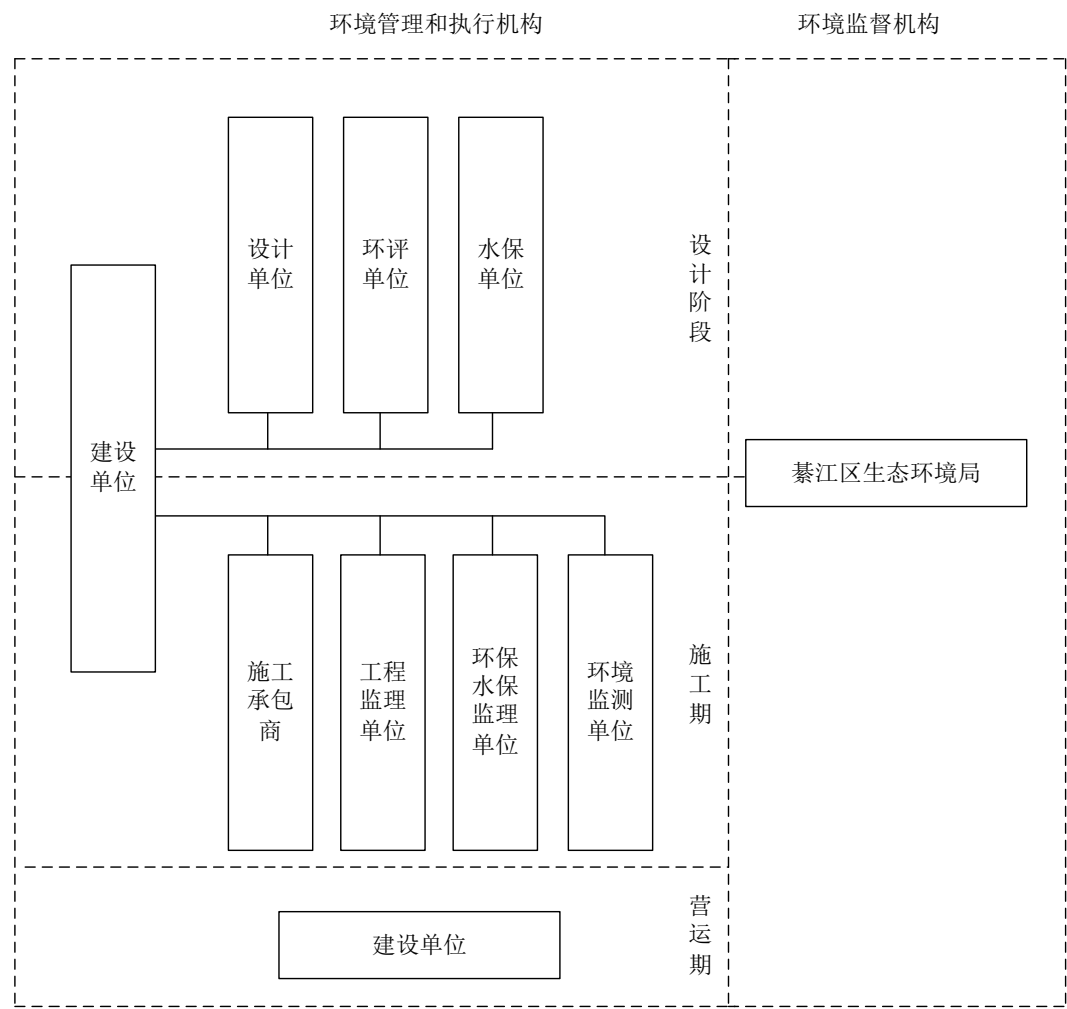 环境管理和执行机构
环境监督机构
设计
单位
环评
单位
水保
单位
设
计
阶
段
建设
单位
綦江区生态环境局
施工
承包
商
工程
监理
单位
环保
水保
监理
单位
环境
监测
单位
施
工
期
建设单位
营
运
期